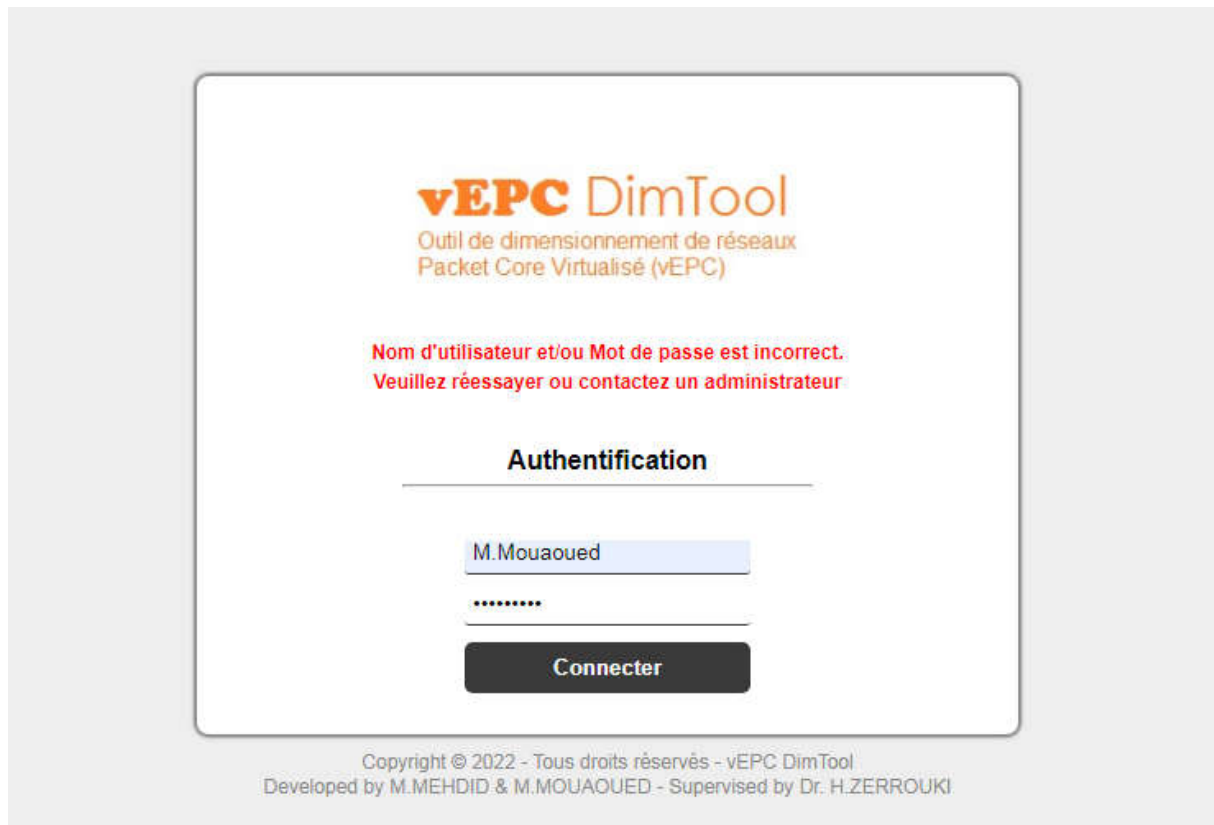 vEPC DimTool
Outil de dimensionnement de réseaux
Packet Core Virtualisé (vEPC)
Nom d'utilisateur et/ou Mot de passe est incorrect.
Veuillez réessayer ou contactez un administrateur
Authentification
M.Mouaoued
•••••••••
Connecter
Copyright © 2022 - Tous droits réservés - vEPC DimTool
Developed by M.MEHDID & M.MOUAOUED - Supervised by Dr. H.ZERROUKI